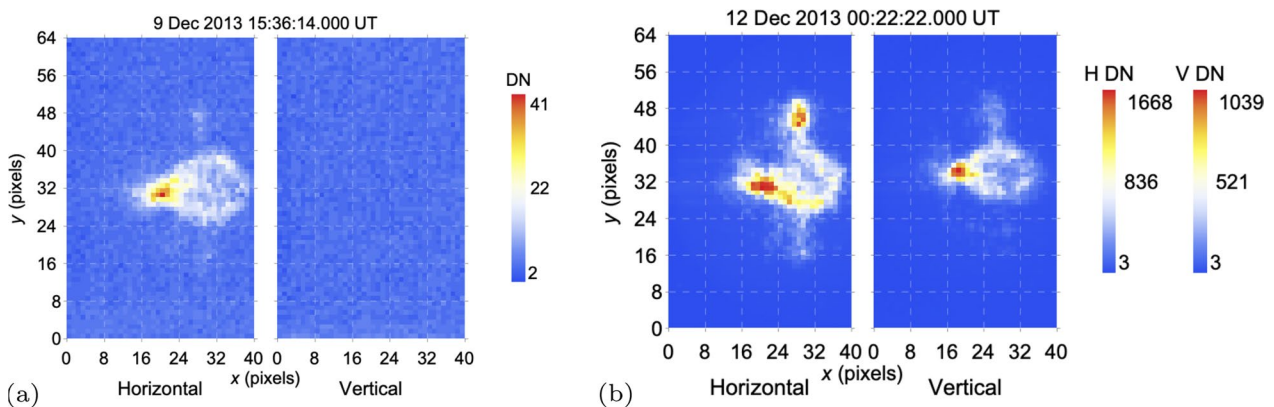 9 Dec 2013 15:36:14.000 UT
64
56
48
40
32
24
16
8
0
y (pixels)
0 8 16 24 32 40
0 8 16 24 32 40
x (pixels)
Horizontal
Vertical
DN
41
22
2
(a)
12 Dec 2013 00:22:22.000 UT
64
56
48
40
32
24
16
8
0
y (pixels)
0 8 16 24 32 40
0 8 16 24 32 40
x (pixels)
Horizontal
Vertical
H DN
1668
836
3
V DN
1039
521
3
(b)